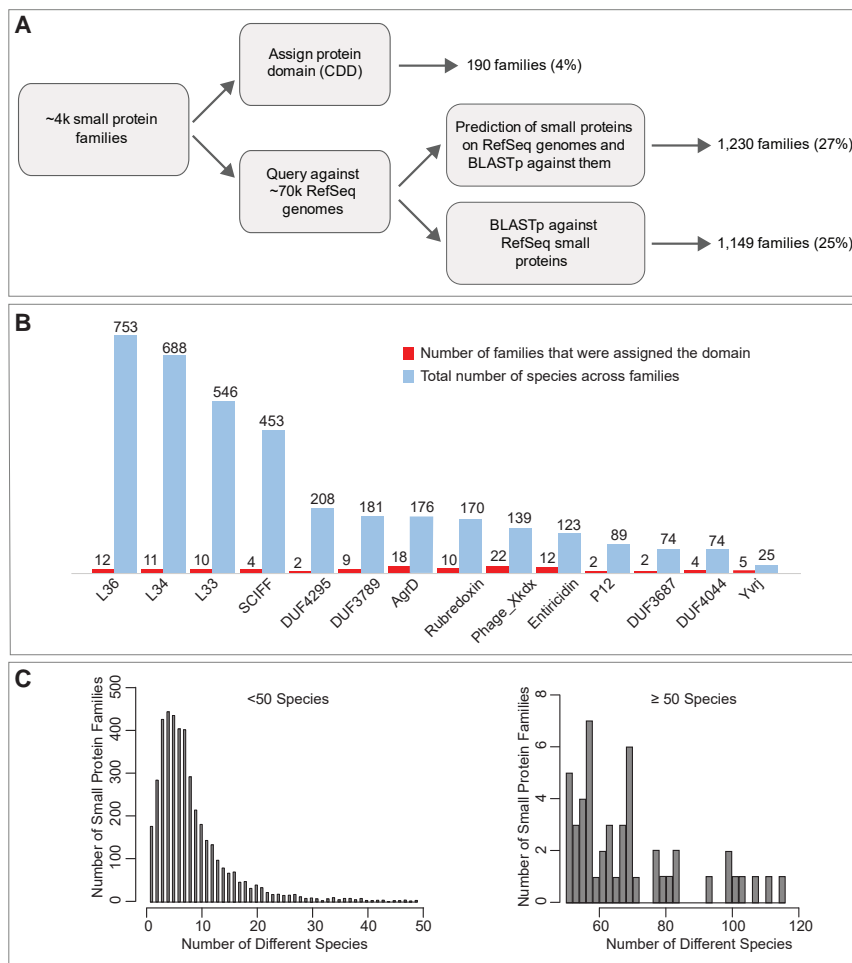 A
Assign protein
domain (CDD)
190 families (4%)
~4k small protein
families
Prediction of small proteins
on RefSeq genomes and
BLASTp against them
1,230 families (27%)
Query against
~70k RefSeq
genomes
BLASTp against
RefSeq small
proteins
1,149 families (25%)
B
Number of families that were assigned the domain
Total number of species across families
753
688
546
453
208
181
176
170
139
123
89
74
74
25
12
11
10
4
2
9
18
10
22
12
2
2
4
5
L36
L34
L33
SCIFF
DUF4295
DUF3789
AgrD
Rubredoxin
Phage_Xkdx
Entiricidin
P12
DUF3687
DUF4044
Yvrj
C
<50 Species
Number of Small Protein Families
500
400
300
200
100
0
0 10 20 30 40 50
Number of Different Species
≥ 50 Species
Number of Small Protein Families
8
6
4
2
0
60 80 100 120
Number of Different Species